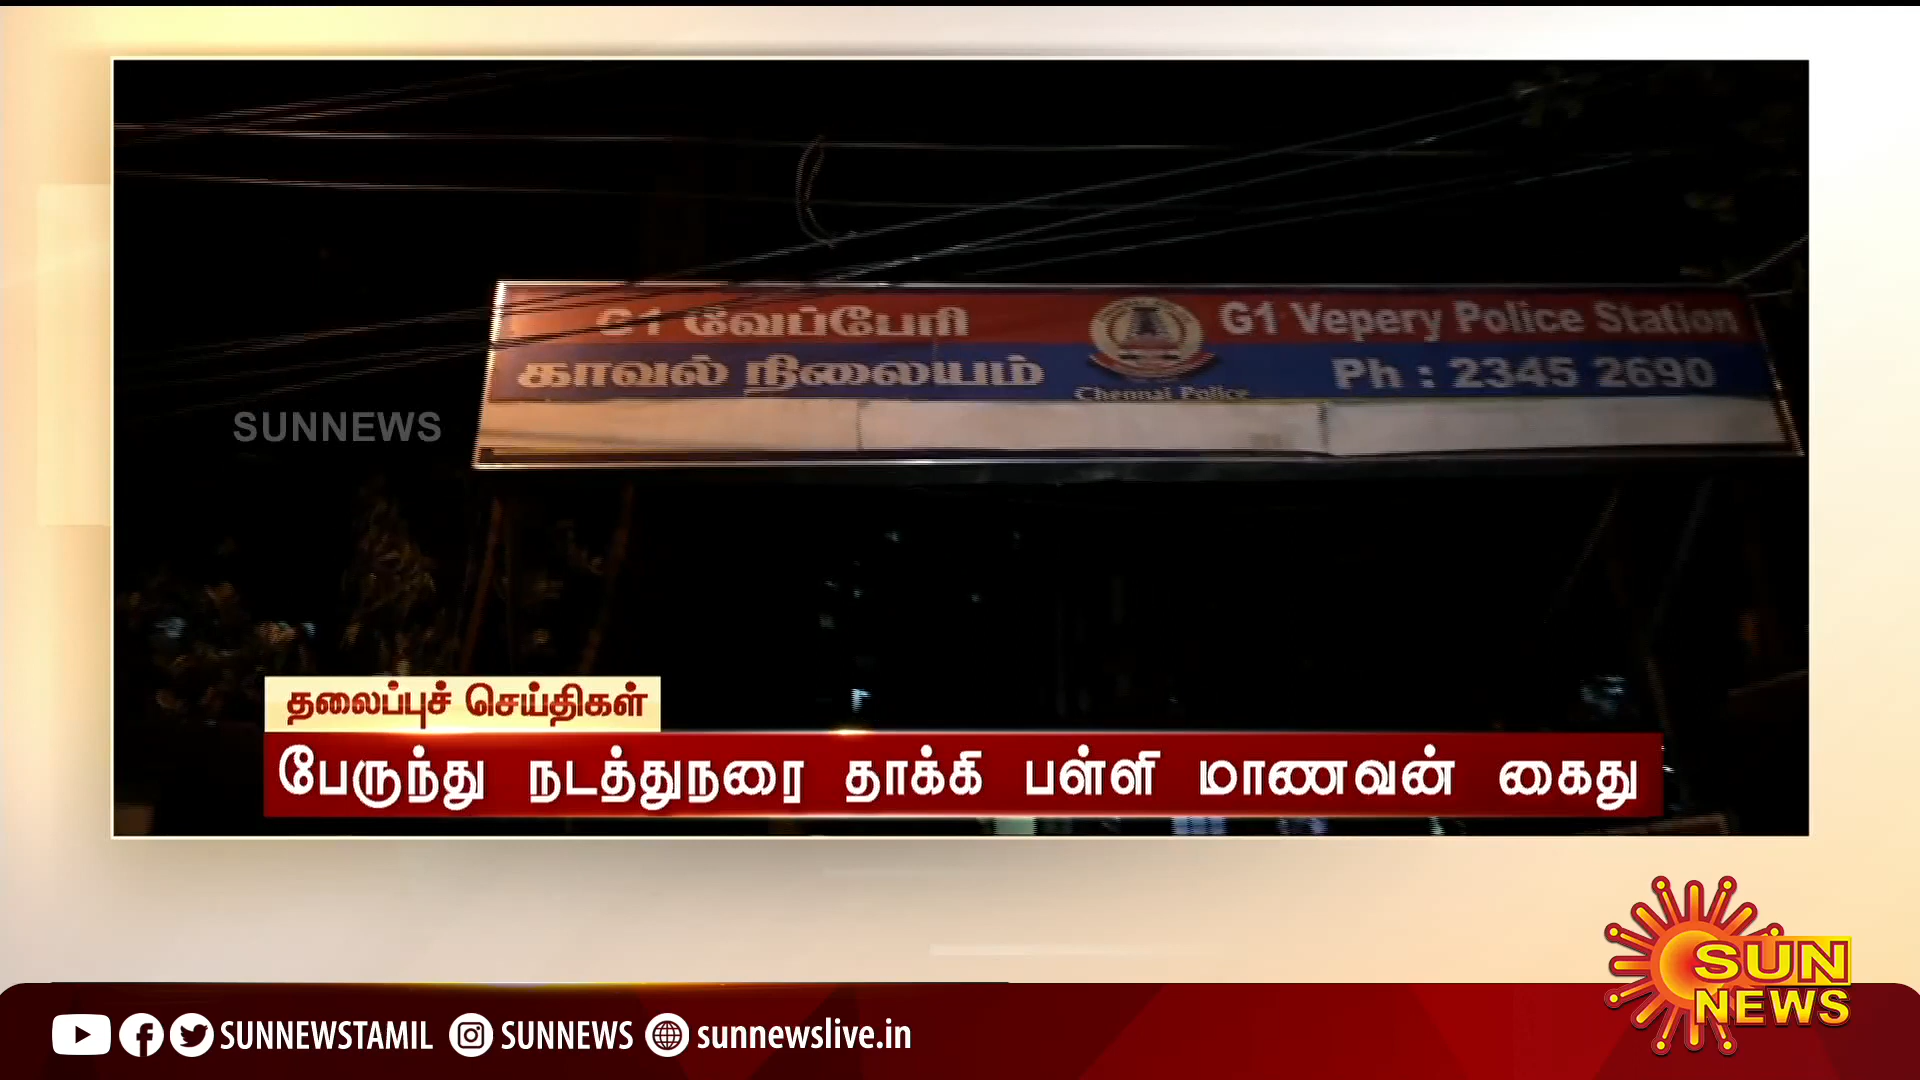 G1 வேப்பேரி
காவல் நிலையம்
Chennai Police
G1 Vepery Police Station
Ph : 2345 2690
SUNNEWS
தலைப்புச் செய்திகள்
பேருந்து நடத்துநரை தாக்கி பள்ளி மாணவன் கைது
SUN
NEWS
SUNNEWSTAMIL SUNNEWS sunnewslive.in